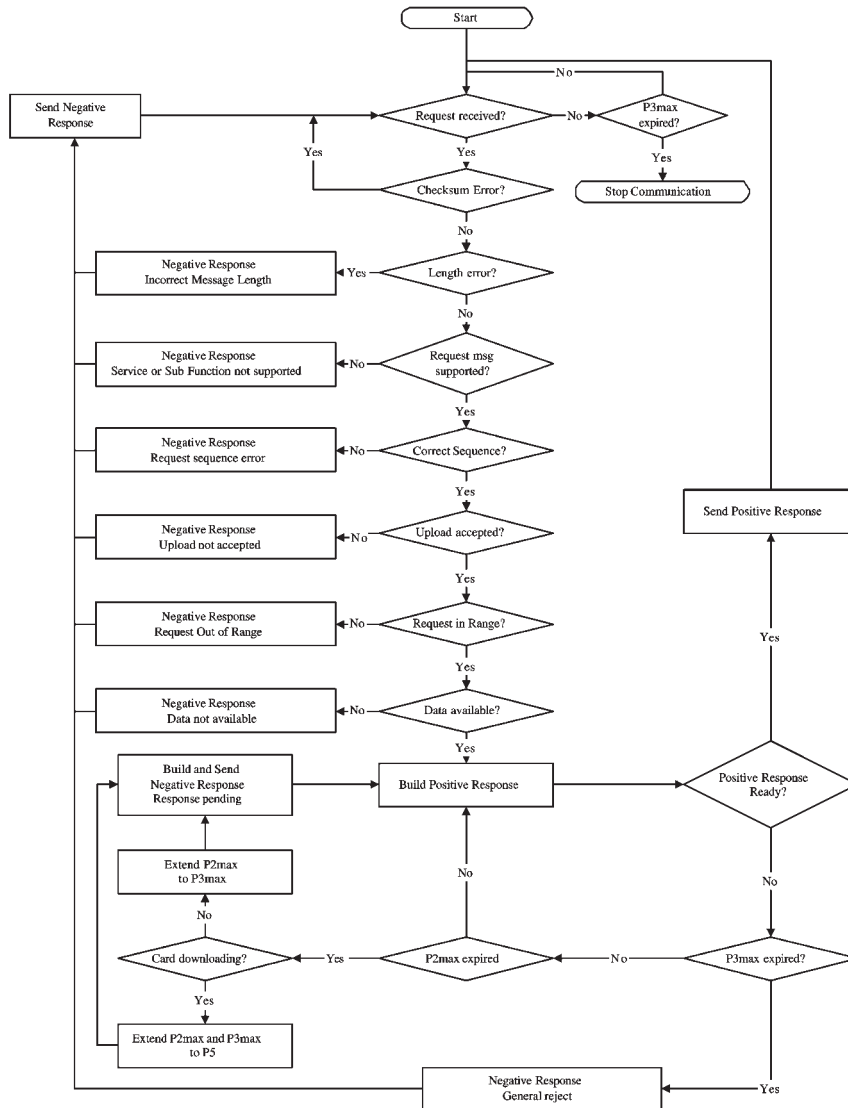 Start
No
Send Negative
Response
Request received?
No
P3max
expired?
Yes
Yes
Yes
Checksum Error?
Stop Communication
No
Negative Response
Incorrect Message Length
Yes
Length error?
No
Negative Response
Service or Sub Function not supported
No
Request msg
supported?
Yes
Negative Response
Request sequence error
No
Correct Sequence?
Yes
Send Positive Response
Negative Response
Upload not accepted
No
Upload accepted?
Yes
Negative Response
Request Out of Range
No
Request in Range?
Yes
Yes
Negative Response
Data not available
No
Data available?
Yes
Build and Send
Negative Response
Response pending
Build Positive Response
Positive Response
Ready?
Extend P2max
to P3max
No
No
No
Card downloading?
Yes
P2max expired
No
P3max expired?
Yes
Extend P2max and P3max
to P5
Negative Response
General reject
Yes